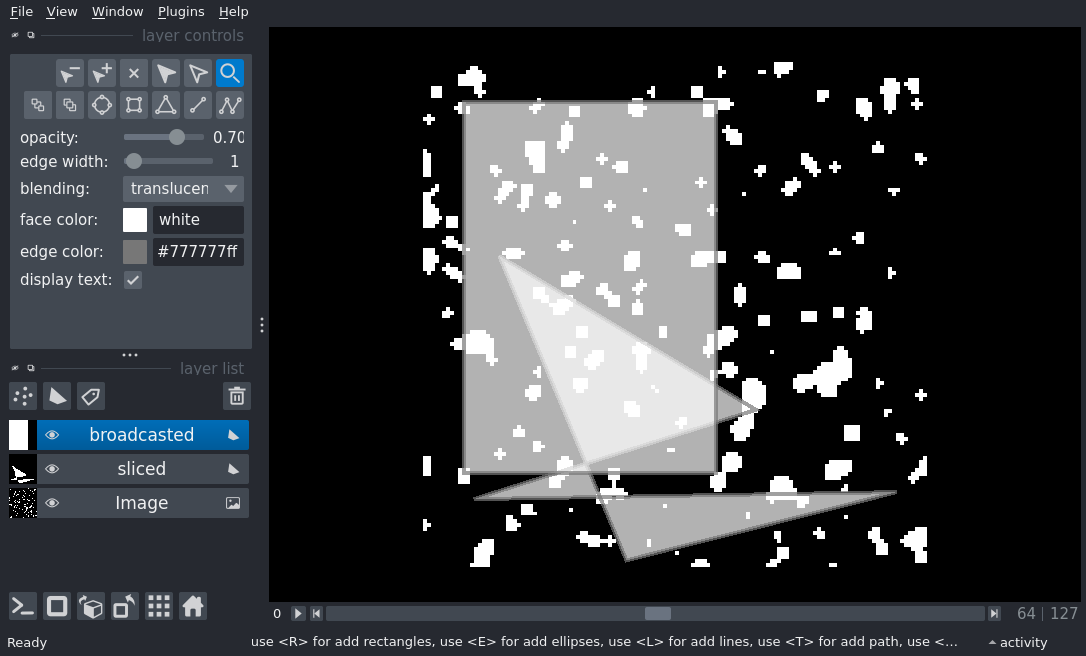 File View Window Plugins Help
layer controls
opacity: 0.70
edge width: 1
blending: translucen
face color: white
edge color: #777777ff
display text:
layer list
broadcasted
sliced
Image
0 64 127
Ready use <R> for add rectangles, use <E> for add ellipses, use <L> for add lines, use <T> for add path, use <... activity